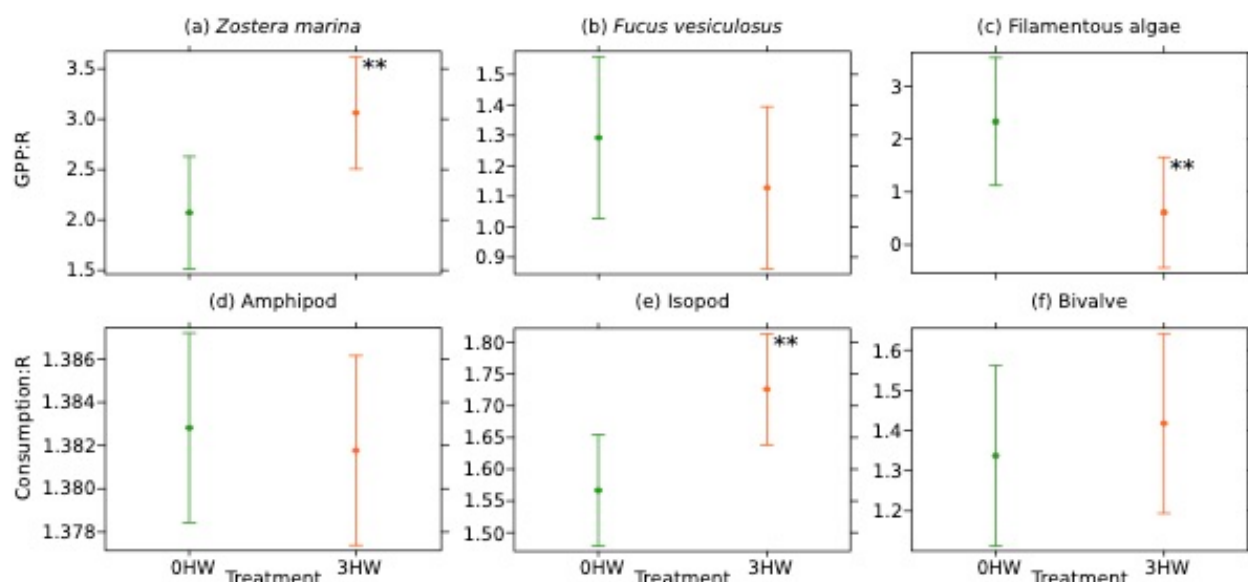 (a) Zostera marina
(b) Fucus vesiculosus
(c) Filamentous algae
GPP:R
3.5
3.0
2.5
2.0
1.5
**
1.5
1.4
1.3
1.2
1.1
1.0
0.9
3
2
1
0
**
(d) Amphipod
(e) Isopod
(f) Bivalve
Consumption:R
1.386
1.384
1.382
1.380
1.378
1.80
1.75
1.70
1.65
1.60
1.55
1.50
**
1.6
1.5
1.4
1.3
1.2
0HW 3HW
0HW 3HW
0HW 3HW
Treatment
Treatment
Treatment